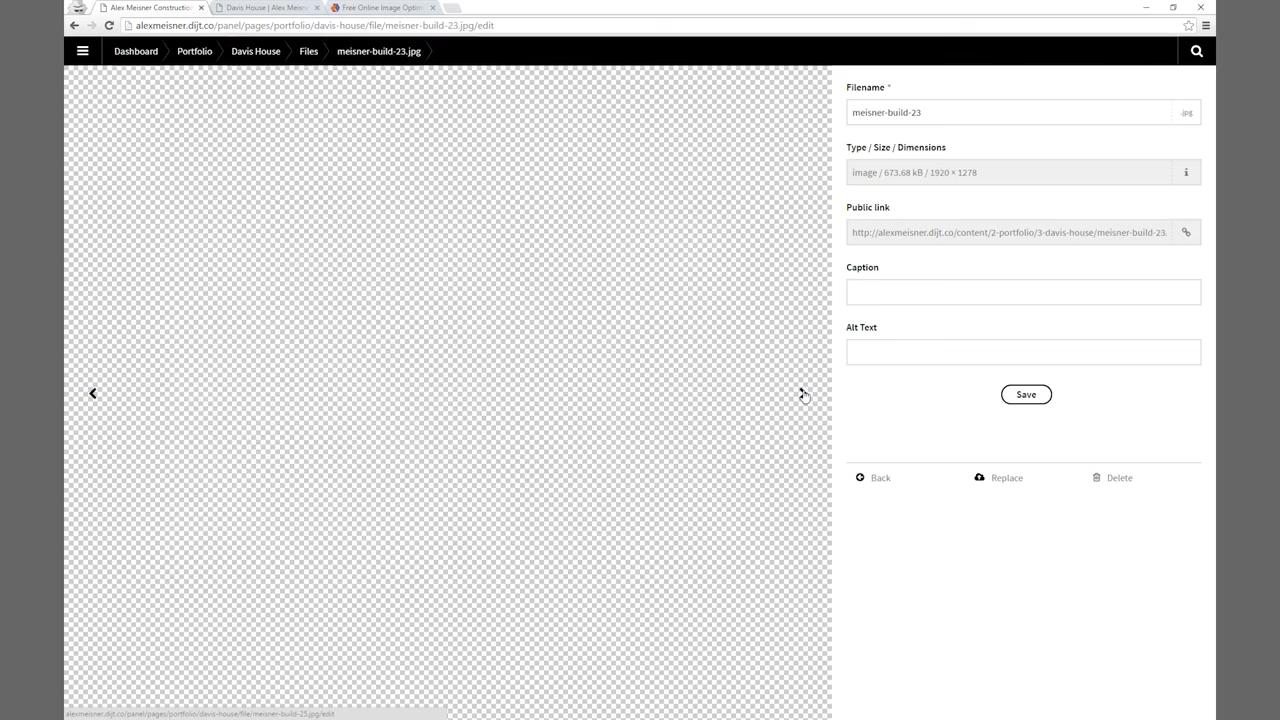 Alex Meisner Constructio
Davis House | Alex Meisn
Free Online Image Optim
alexmeisner.dijt.co/panel/pages/portfolio/davis-house/file/meisner-build-23.jpg/edit
Dashboard Portfolio Davis House Files meisner-build-23.jpg
Filename *
meisner-build-23 .jpg
Type / Size / Dimensions
image / 673.68 kB / 1920 × 1278
Public link
http://alexmeisner.dijt.co/content/2-portfolio/3-davis-house/meisner-build-23.
Caption
Alt Text
Save
Back Replace Delete
alexmeisner.dijt.co/panel/pages/portfolio/davis-house/file/meisner-build-25.jpg/edit